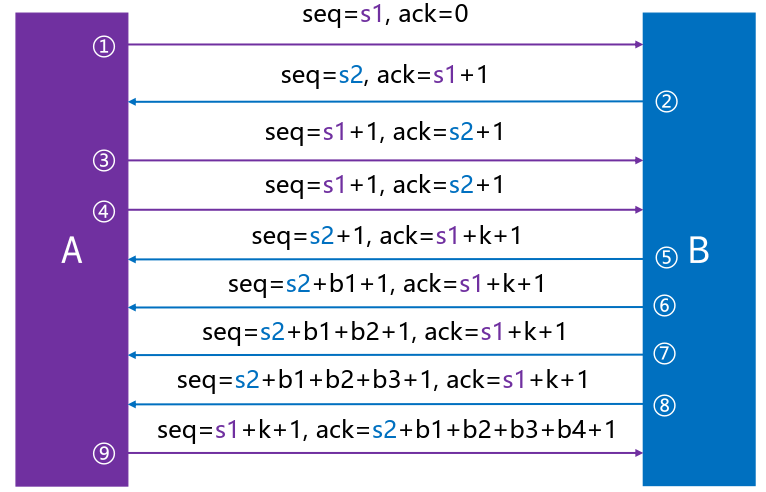 seq=s1, ack=0
①
seq=s2, ack=s1+1
②
seq=s1+1, ack=s2+1
③
seq=s1+1, ack=s2+1
④
A
B
seq=s2+1, ack=s1+k+1
⑤
seq=s2+b1+1, ack=s1+k+1
⑥
seq=s2+b1+b2+1, ack=s1+k+1
⑦
seq=s2+b1+b2+b3+1, ack=s1+k+1
⑧
seq=s1+k+1, ack=s2+b1+b2+b3+b4+1
⑨